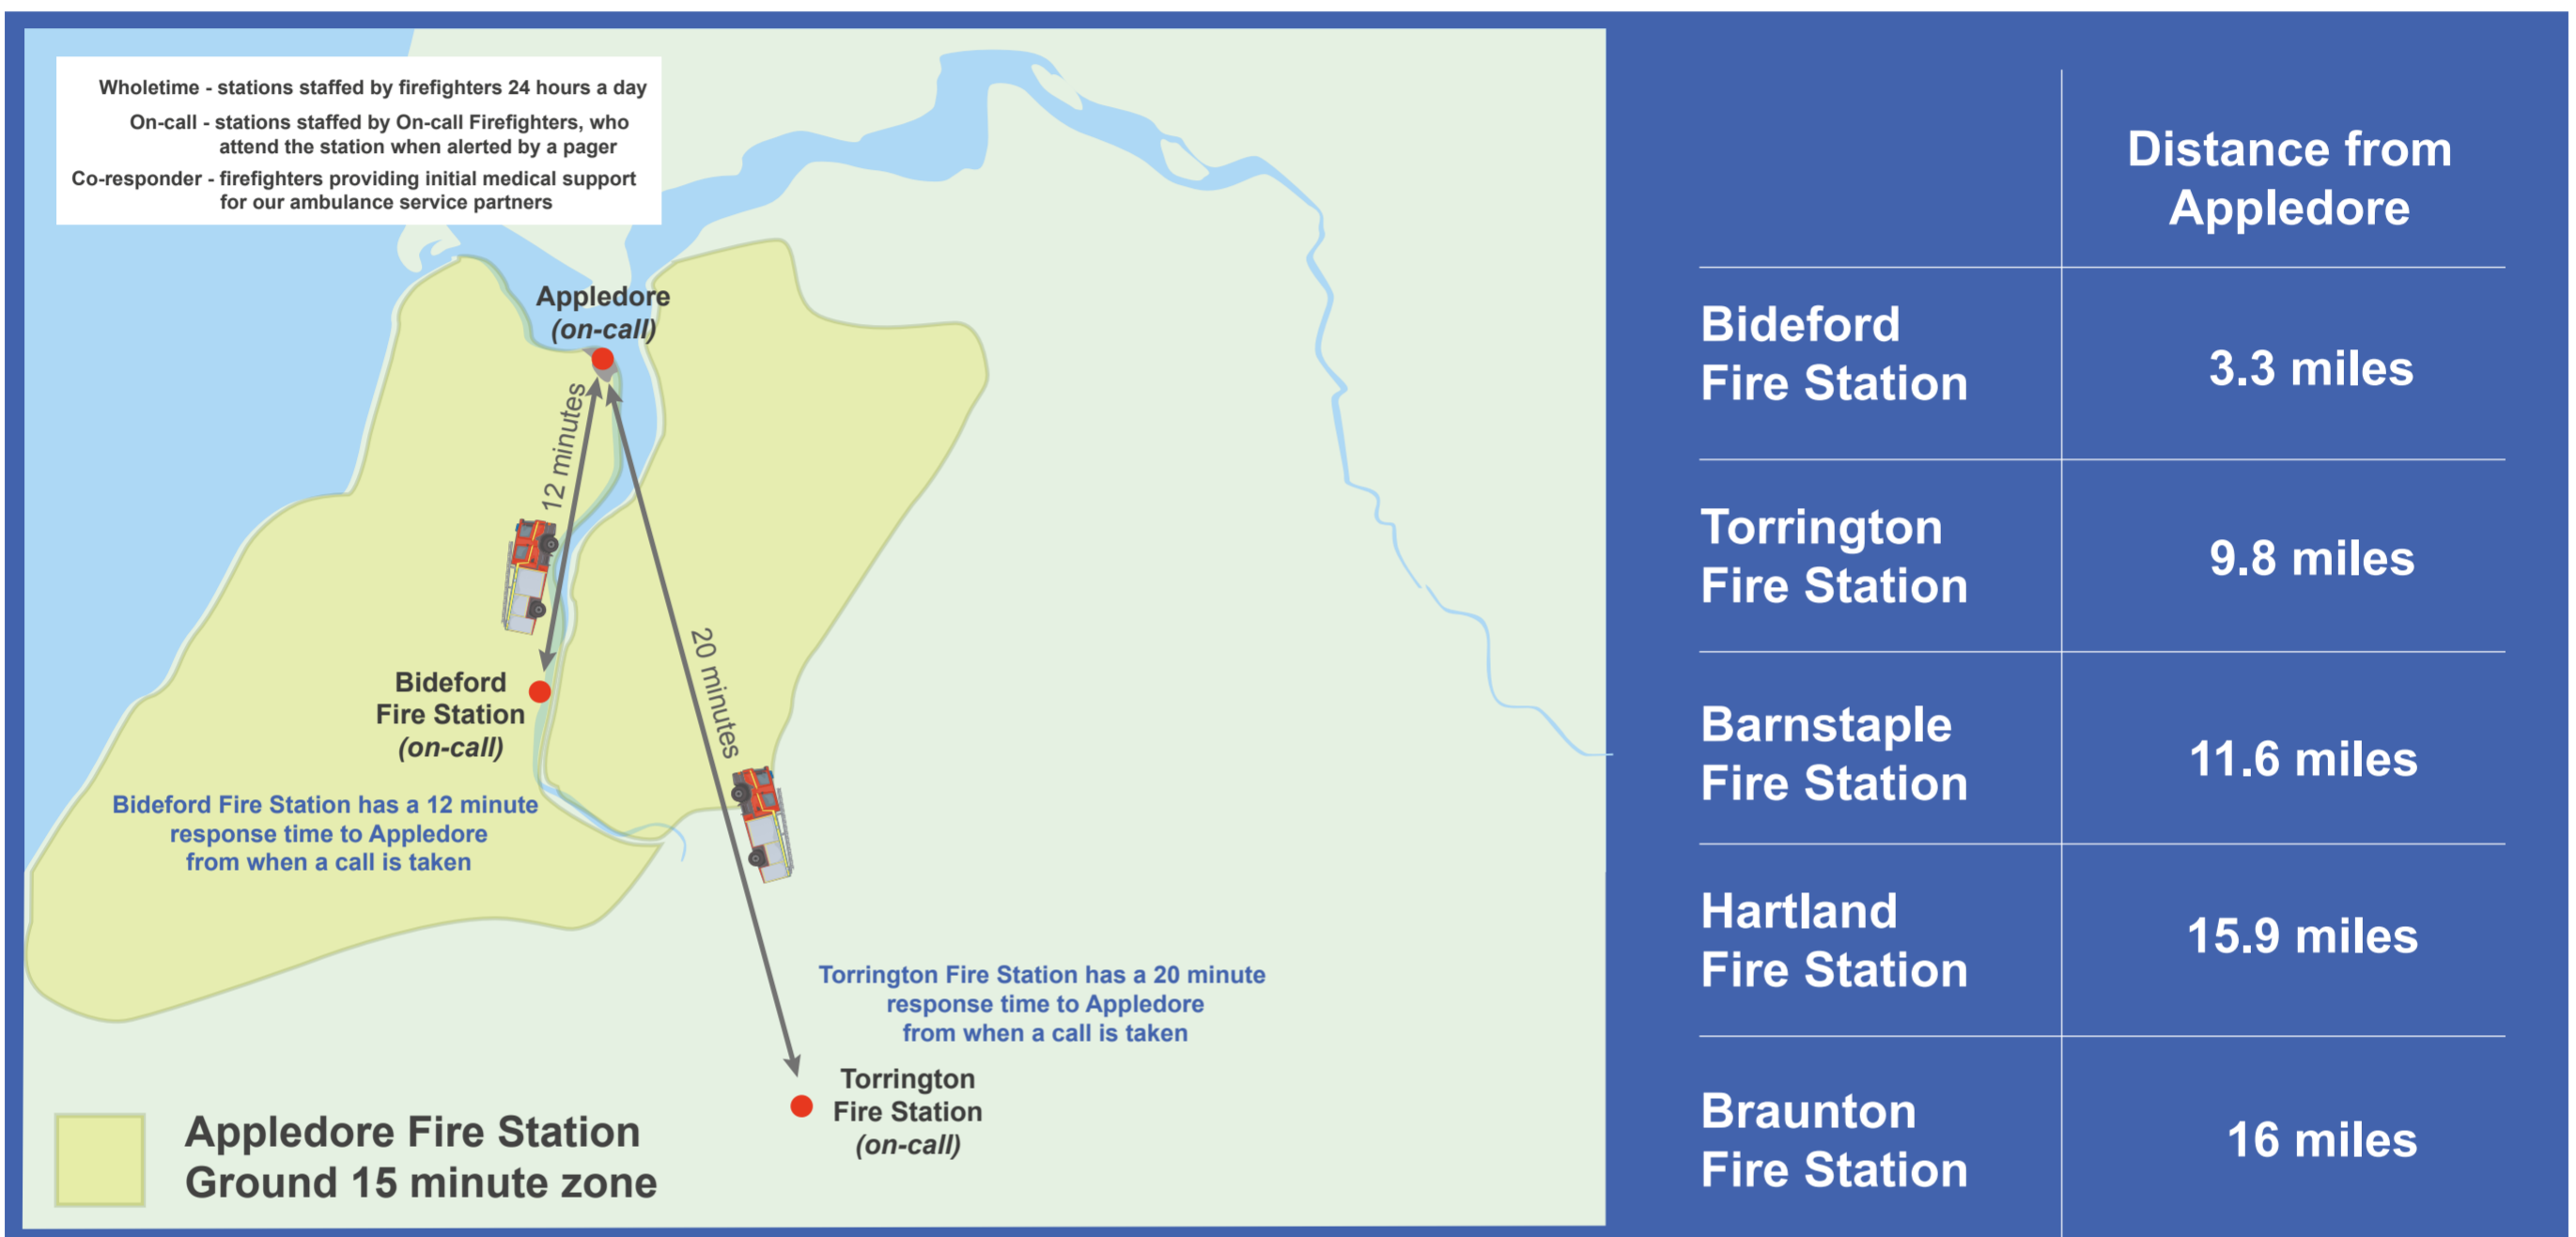 Wholetime - stations staffed by firefighters 24 hours a day
On-call - stations staffed by On-call Firefighters, who
attend the station when alerted by a pager
Co-responder - firefighters providing initial medical support
for our ambulance service partners
Appledore
(on-call)
12 minutes
20 minutes
Bideford
Fire Station
(on-call)
Bideford Fire Station has a 12 minute
response time to Appledore
from when a call is taken
Torrington Fire Station has a 20 minute
response time to Appledore
from when a call is taken
Torrington
Fire Station
(on-call)
Appledore Fire Station
Ground 15 minute zone
Distance from
Appledore
Bideford
Fire Station
3.3 miles
Torrington
Fire Station
9.8 miles
Barnstaple
Fire Station
11.6 miles
Hartland
Fire Station
15.9 miles
Braunton
Fire Station
16 miles